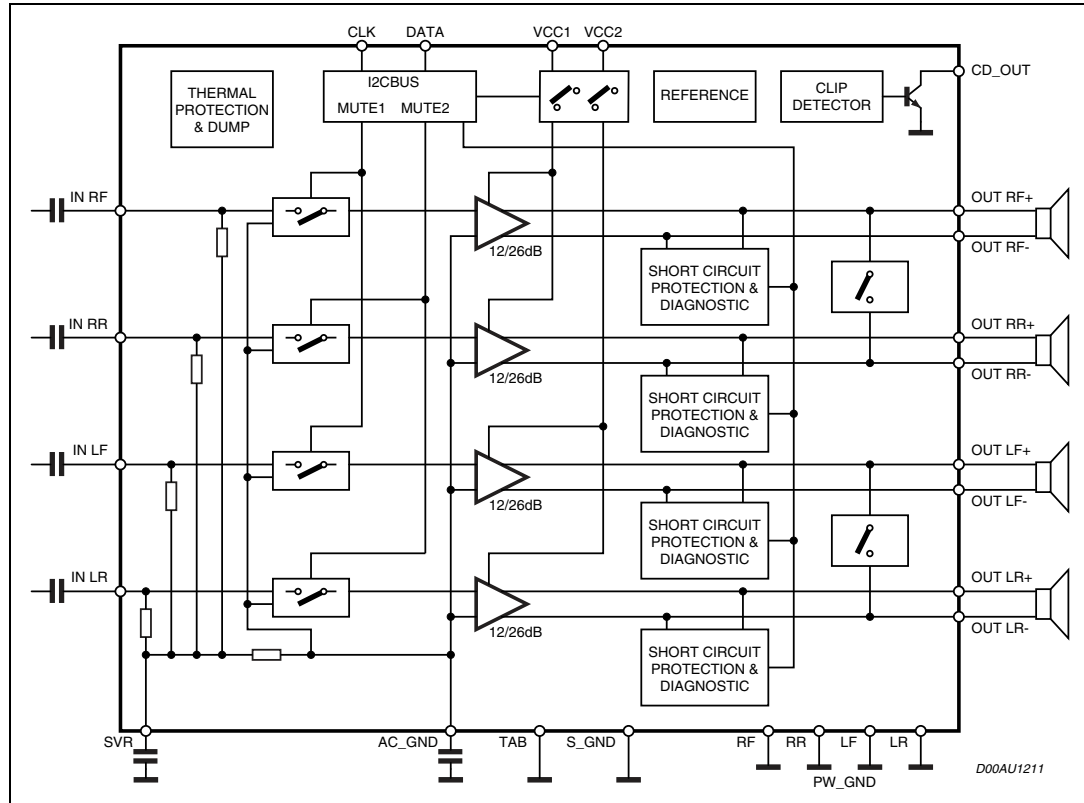 CLK DATA VCC1 VCC2
CD_OUT
THERMAL
PROTECTION
& DUMP
I2CBUS
MUTE1 MUTE2
REFERENCE
CLIP
DETECTOR
IN RF
12/26dB
SHORT CIRCUIT
PROTECTION &
DIAGNOSTIC
OUT RF+
OUT RF-
IN RR
12/26dB
SHORT CIRCUIT
PROTECTION &
DIAGNOSTIC
OUT RR+
OUT RR-
IN LF
12/26dB
SHORT CIRCUIT
PROTECTION &
DIAGNOSTIC
OUT LF+
OUT LF-
IN LR
12/26dB
SHORT CIRCUIT
PROTECTION &
DIAGNOSTIC
OUT LR+
OUT LR-
SVR AC_GND TAB S_GND RF RR LF LR
PW_GND
D00AU1211